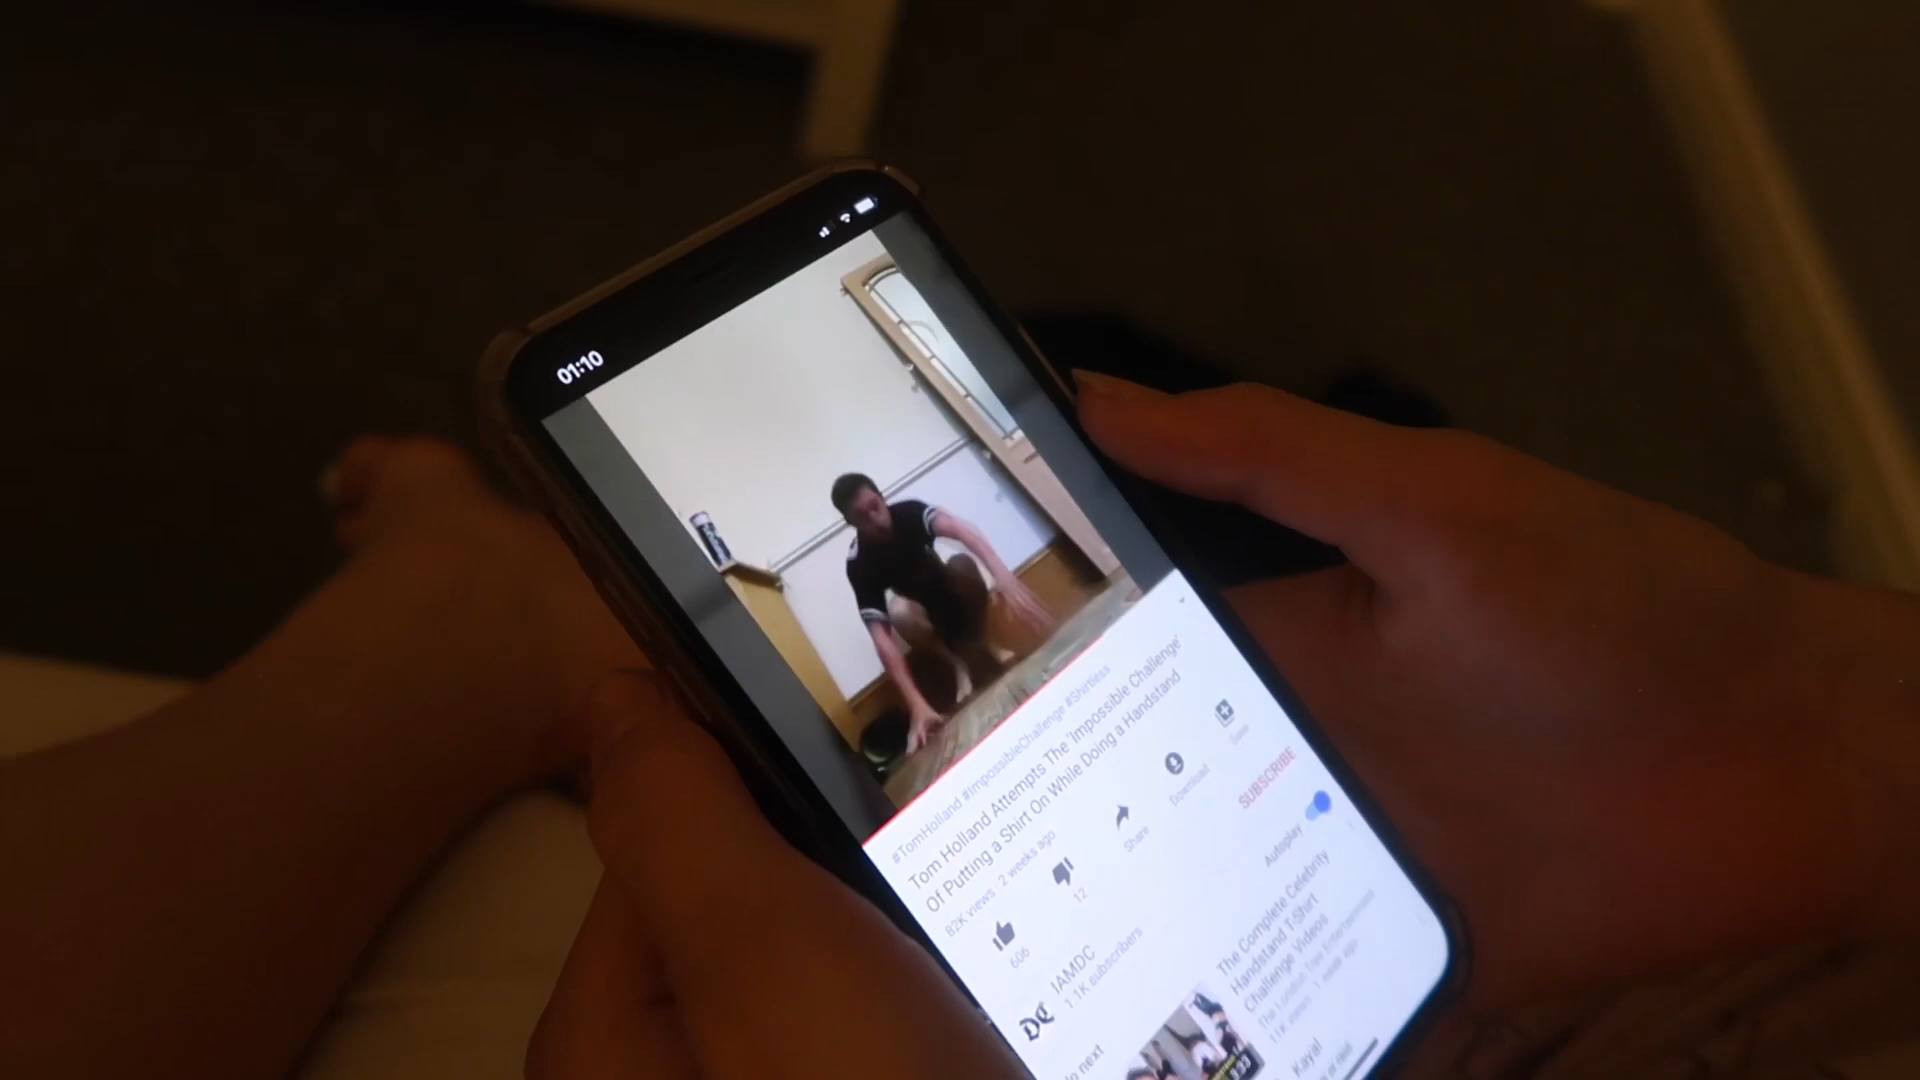 01:10
#TomHolland #ImpossibleChallenge #Shirtless
Tom Holland Attempts The 'Impossible Challenge'
Of Putting a Shirt On While Doing a Handstand
82K views · 2 weeks ago
606
12
Share
Download
Save
IAMDC
1.1K subscribers
SUBSCRIBE
DC
next
Autoplay
The Complete Celebrity
Handstand T-Shirt
Challenge Videos
Kayal